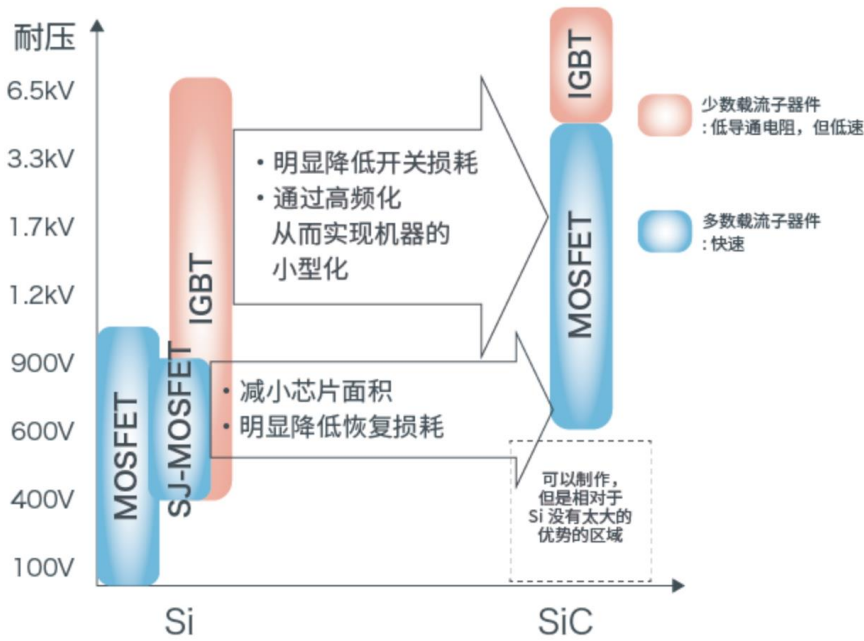 耐压
6.5kV
3.3kV
1.7kV
1.2kV
900V
600V
400V
100V
MOSFET
SJ-MOSFET
IGBT
・明显降低开关损耗
・通过高频化
从而实现机器的
小型化
・减小芯片面积
・明显降低恢复损耗
IGBT
MOSFET
可以制作，
但是相对于
Si 没有太大的
优势的区域
少数载流子器件
: 低导通电阻，但低速
多数载流子器件
: 快速
Si
SiC